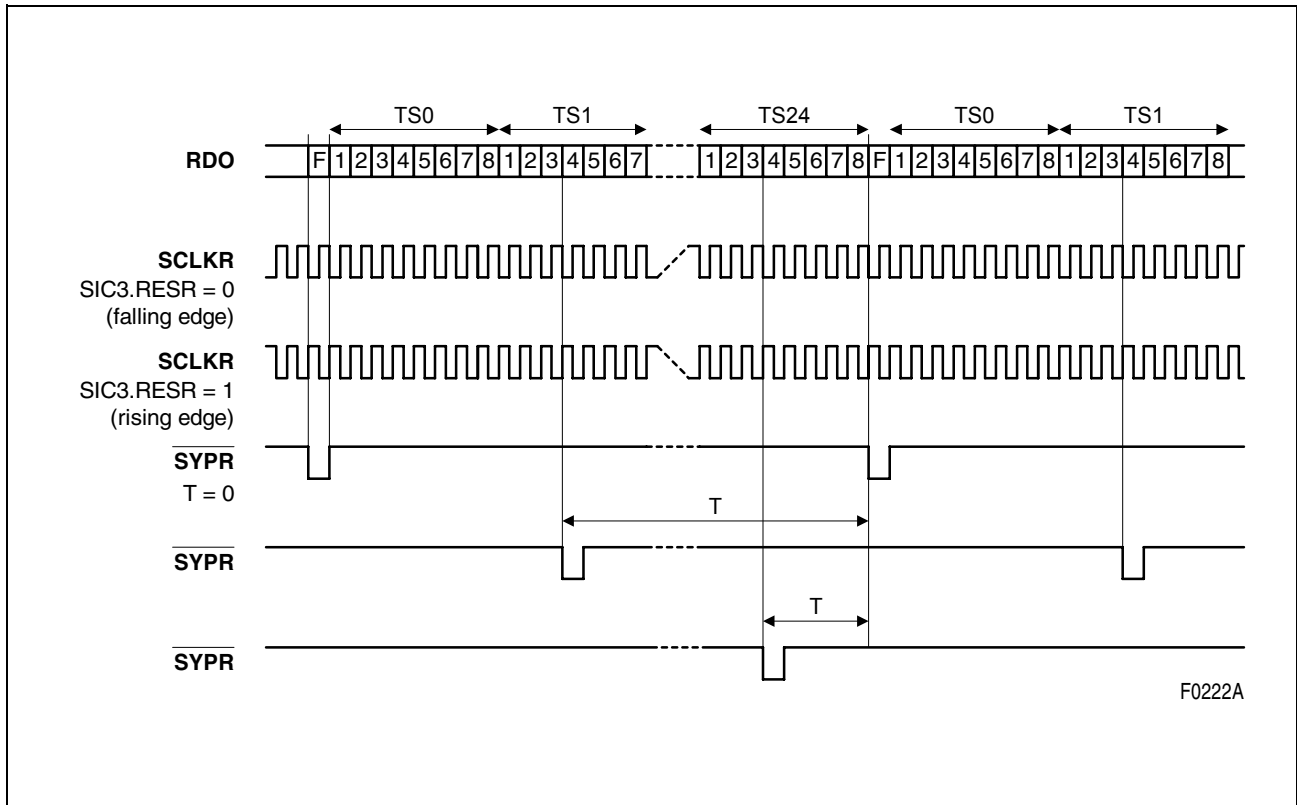 TS0 TS1 TS24 TS0 TS1
RDO F 1 2 3 4 5 6 7 8 1 2 3 4 5 6 7 1 2 3 4 5 6 7 8 F 1 2 3 4 5 6 7 8 1 2 3 4 5 6 7 8
SCLKR
SIC3.RESR = 0
(falling edge)
SCLKR
SIC3.RESR = 1
(rising edge)
SYPR
T = 0
T
SYPR
T
SYPR
F0222A